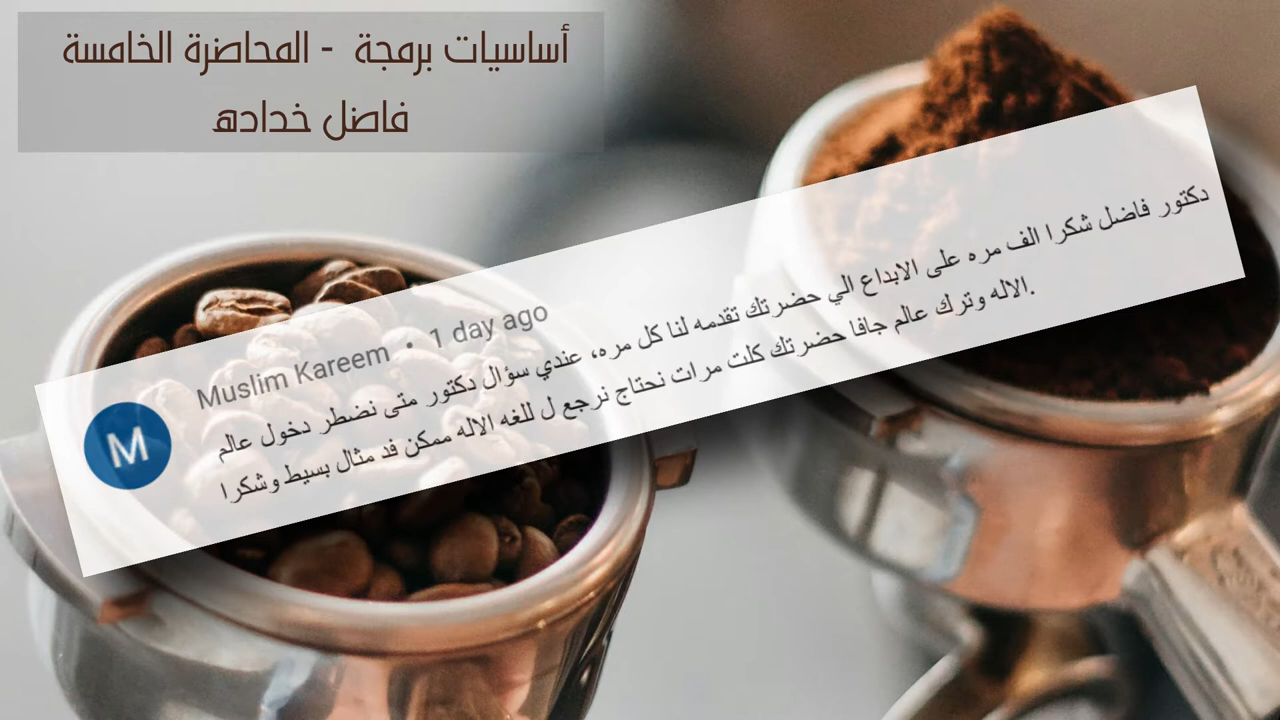 أساسيات برمجة - المحاضرة الخامسة
فاضل خداده
Muslim Kareem • 1 day ago
M
دكتور فاضل شكرا الف مره على الابداع الي حضرتك تقدمه لنا كل مره، عندي سؤال دكتور متى نضطر دخول عالم
الاله وترك عالم جافا حضرتك كلت مرات نحتاج نرجع ل للغه الاله ممكن فد مثال بسيط وشكرا.